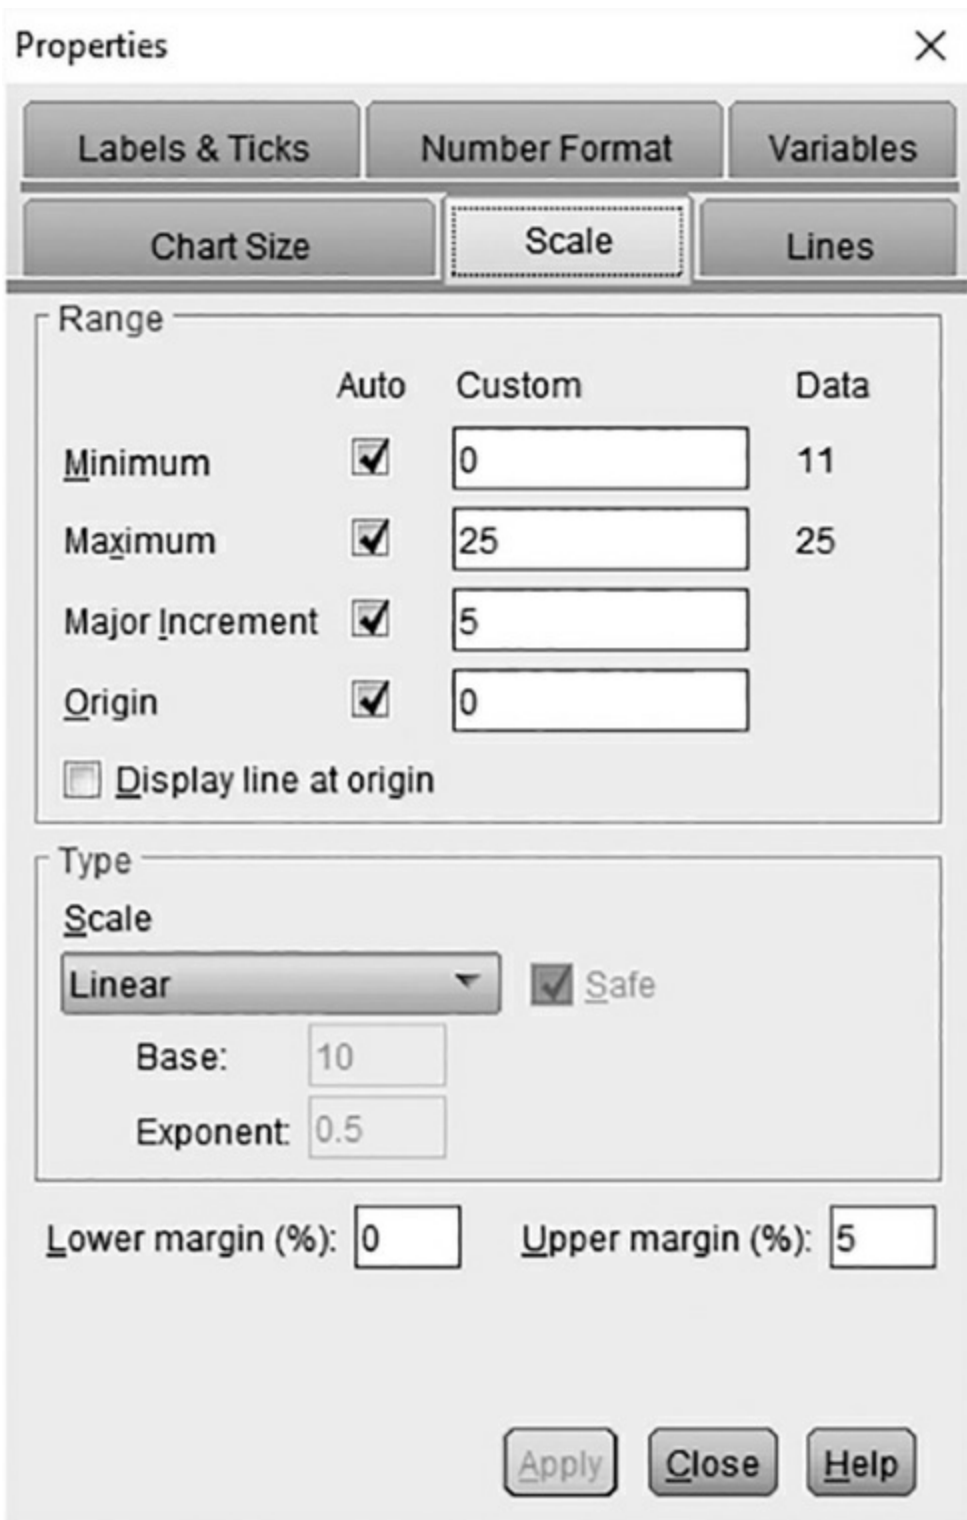 Properties
Labels & Ticks Number Format Variables
Chart Size Scale Lines
Range
Auto Custom Data
Minimum 0 11
Maximum 25 25
Major Increment 5
Origin 0
Display line at origin
Type
Scale
Linear Safe
Base: 10
Exponent: 0.5
Lower margin (%): 0 Upper margin (%): 5
Apply Close Help